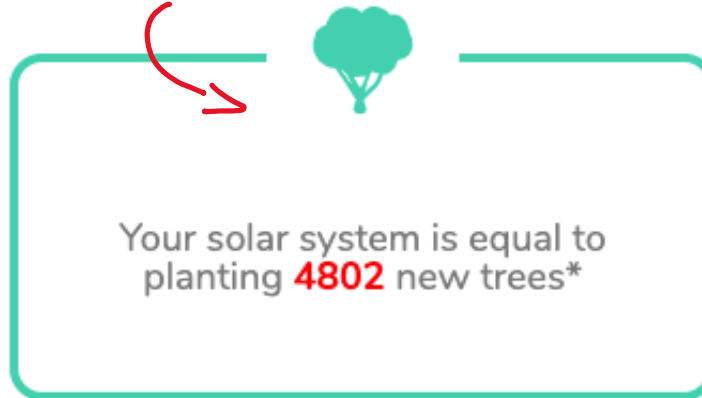 Your solar system is equal to
planting 4802 new trees*